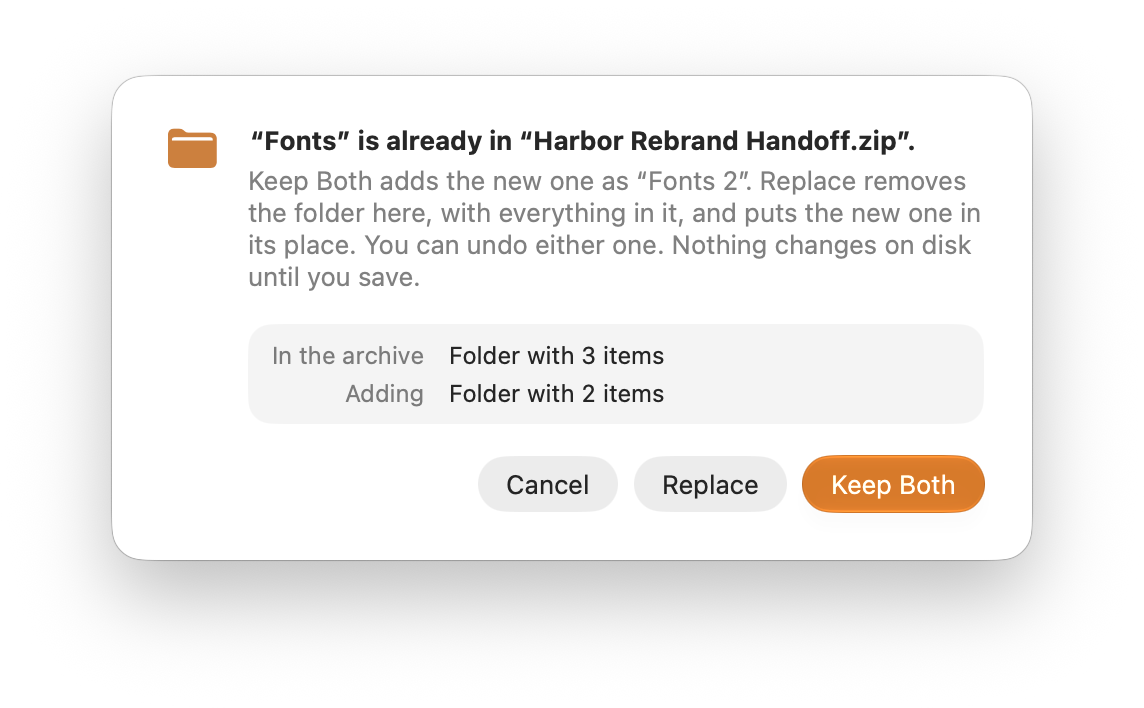 “Fonts” is already in “Harbor Rebrand Handoff.zip”.
Keep Both adds the new one as “Fonts 2”. Replace removes
the folder here, with everything in it, and puts the new one in
its place. You can undo either one. Nothing changes on disk
until you save.
In the archive Folder with 3 items
Adding Folder with 2 items
Cancel Replace Keep Both